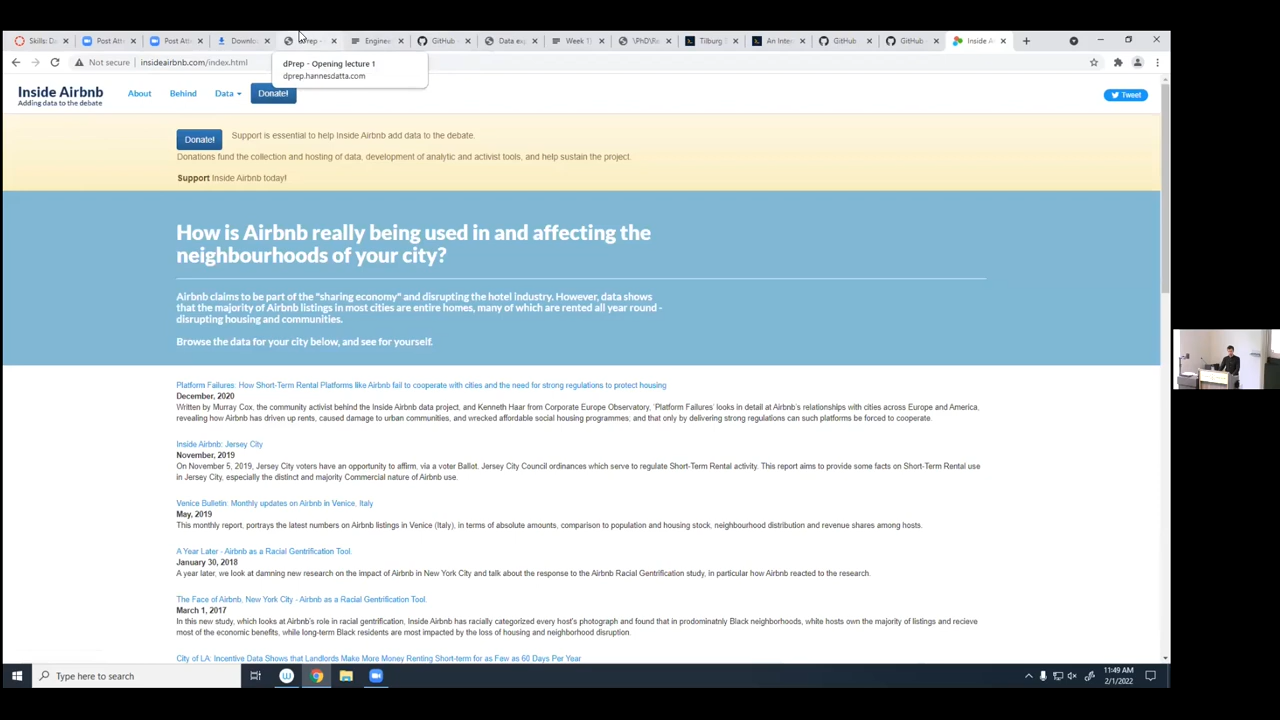 Skills: Da
Post Atte
Post Atte
Downlo
dPrep -
Engineer
GitHub
Data exp
Week 1
\PhD\Re
Tilburg
An Inter
GitHub
GitHub
Inside A
Not secure
insideairbnb.com/index.html
dPrep - Opening lecture 1
dprep.hannesdatta.com
Inside Airbnb
Adding data to the debate
About
Behind
Data
Donate!
Tweet
Donate!
Support is essential to help Inside Airbnb add data to the debate.
Donations fund the collection and hosting of data, development of analytic and activist tools, and help sustain the project.
Support Inside Airbnb today!
How is Airbnb really being used in and affecting the
neighbourhoods of your city?
Airbnb claims to be part of the "sharing economy" and disrupting the hotel industry. However, data shows
that the majority of Airbnb listings in most cities are entire homes, many of which are rented all year round -
disrupting housing and communities.
Browse the data for your city below, and see for yourself.
Platform Failures: How Short-Term Rental Platforms like Airbnb fail to cooperate with cities and the need for strong regulations to protect housing
December, 2020
Written by Murray Cox, the community activist behind the Inside Airbnb data project, and Kenneth Haar from Corporate Europe Observatory, 'Platform Failures' looks in detail at Airbnb's relationships with cities across Europe and America,
revealing how Airbnb has driven up rents, caused damage to urban communities, and wrecked affordable social housing programmes, and that only by delivering strong regulations can such platforms be forced to cooperate.
Inside Airbnb: Jersey City
November, 2019
On November 5, 2019, Jersey City voters have an opportunity to affirm, via a voter Ballot, Jersey City Council ordinances which serve to regulate Short-Term Rental activity. This report aims to provide some facts on Short-Term Rental use
in Jersey City, especially the distinct and majority Commercial nature of Airbnb use.
Venice Bulletin: Monthly updates on Airbnb in Venice, Italy
May, 2019
This monthly report, portrays the latest numbers on Airbnb listings in Venice (Italy), in terms of absolute amounts, comparison to population and housing stock, neighbourhood distribution and revenue shares among hosts.
A Year Later - Airbnb as a Racial Gentrification Tool.
January 30, 2018
A year later, we look at damning new research on the impact of Airbnb in New York City and talk about the response to the Airbnb Racial Gentrification study, in particular how Airbnb reacted to the research.
The Face of Airbnb, New York City - Airbnb as a Racial Gentrification Tool.
March 1, 2017
In this new study, which looks at Airbnb's role in racial gentrification, Inside Airbnb has racially categorized every host's photograph and found that in predominatnly Black neighborhoods, white hosts own the majority of listings and recieve
most of the economic benefits, while long-term Black residents are most impacted by the loss of housing and neighborhood disruption.
City of LA: Incentive Data Shows that Landlords Make More Money Renting Short-term for as Few as 60 Days Per Year
Type here to search
11:49 AM
2/1/2022